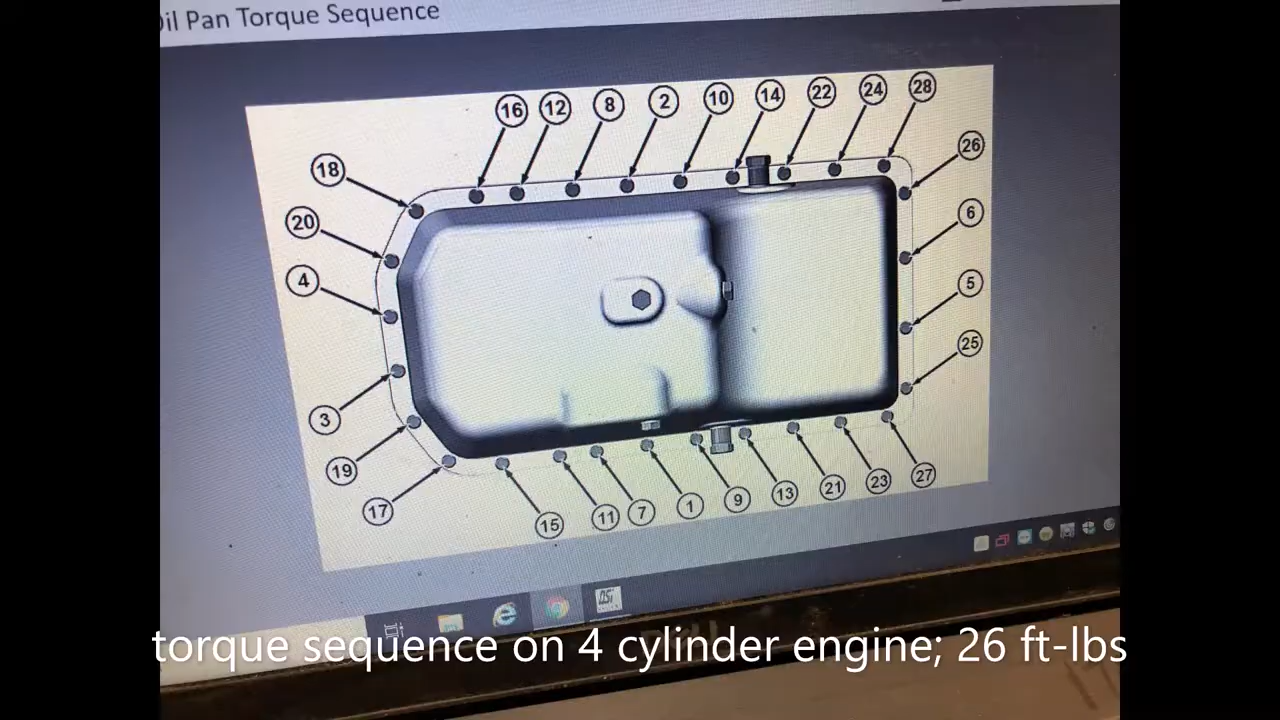 Oil Pan Torque Sequence
16 12 8 2 10 14 22 24 28
18 26
20 6
4 5
3 25
19
17 15 11 7 1 9 13 21 23 27
torque sequence on 4 cylinder engine; 26 ft-lbs